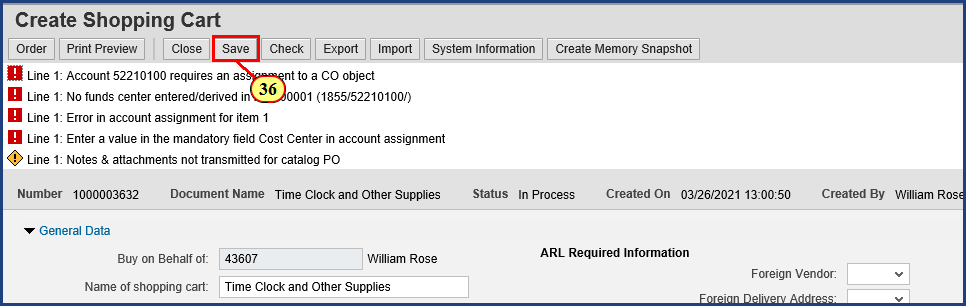 Create Shopping Cart
Order Print Preview Close Save Check Export Import System Information Create Memory Snapshot
Line 1: Account 52210100 requires an assignment to a CO object
36
Line 1: No funds center entered/derived in 00001 (1855/52210100/)
Line 1: Error in account assignment for item 1
Line 1: Enter a value in the mandatory field Cost Center in account assignment
Line 1: Notes & attachments not transmitted for catalog PO
Number 1000003632 Document Name Time Clock and Other Supplies Status In Process Created On 03/26/2021 13:00:50 Created By William Rose
General Data
Buy on Behalf of: 43607 William Rose ARL Required Information
Foreign Vendor:
Name of shopping cart: Time Clock and Other Supplies
Foreign Delivery Address: